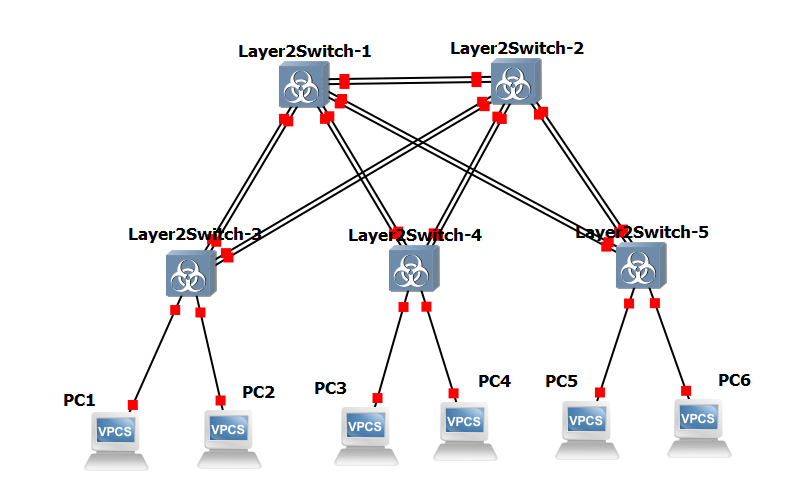 Layer2Switch-1
Layer2Switch-2
Layer2Switch-3
Layer2Switch-4
Layer2Switch-5
PC1
PC2
PC3
PC4
PC5
PC6
VPCS
VPCS
VPCS
VPCS
VPCS
VPCS